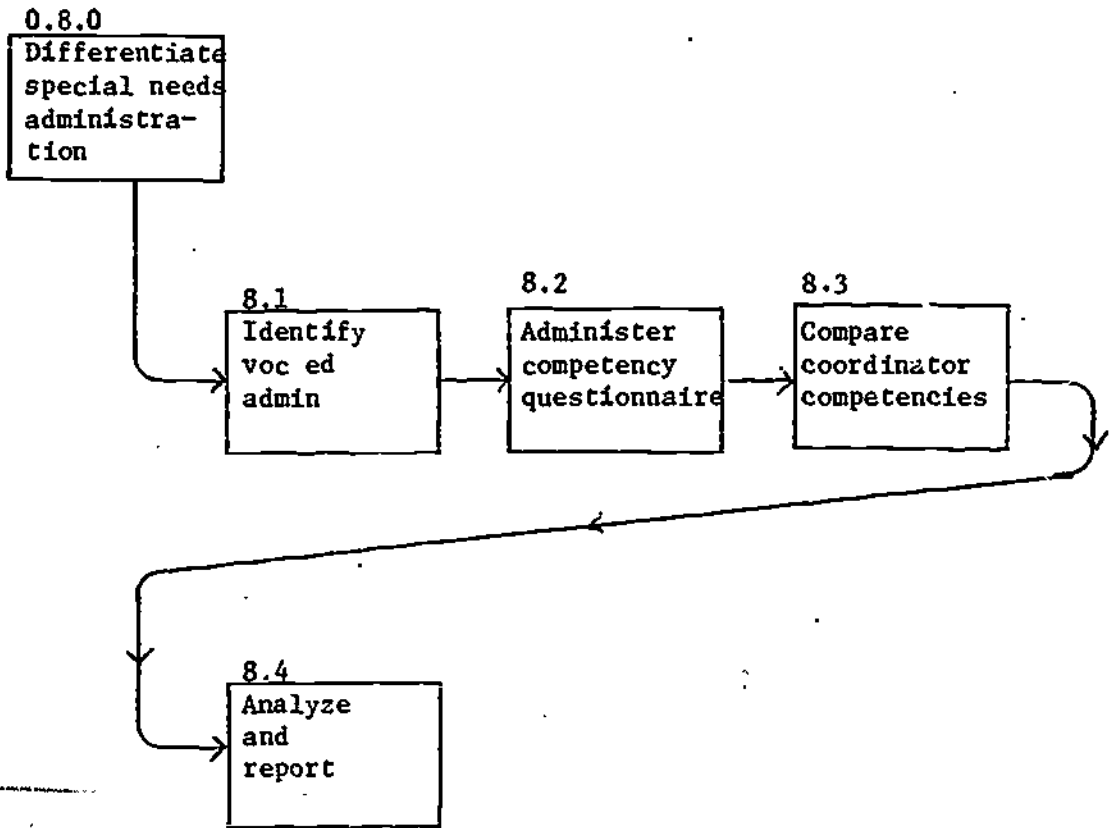 0.8.0
Differentiate
special needs
administra-
tion
8.1
Identify
voc ed
admin
8.2
Administer
competency
questionnaire
8.3
Compare
coordinator
competencies
8.4
Analyze
and
report